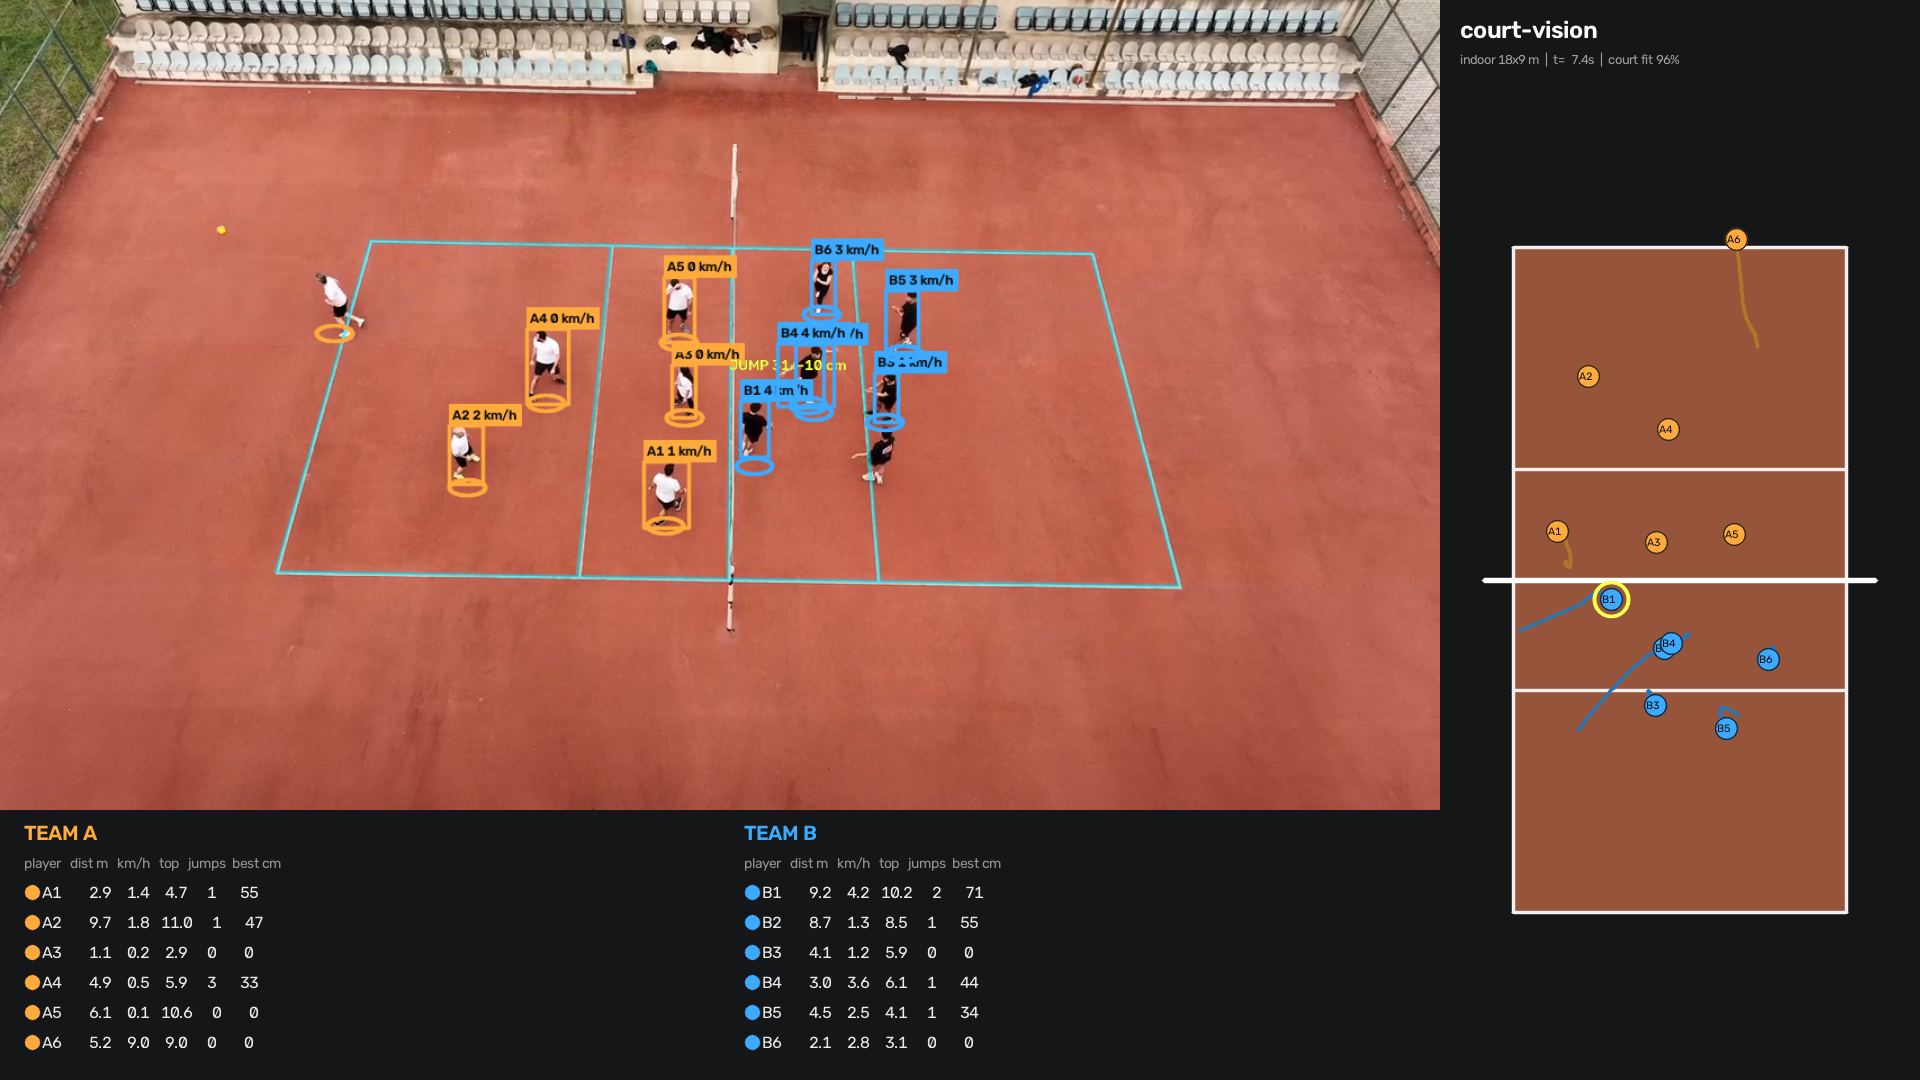 court-vision
indoor 18x9 m | t= 7.4s | court fit 96%
B6 3 km/h
A5 0 km/h
B5 3 km/h
A4 0 km/h
B4 4 km/h /h
A3 0 km/h
JUMP 31 -10 cm
B1 4 km/h
A2 2 km/h
A1 1 km/h
A6
A2
A4
A1
A3
A5
B1
B4
B6
B3
B5
TEAM A
player dist m km/h top jumps best cm
A1 2.9 1.4 4.7 1 55
A2 9.7 1.8 11.0 1 47
A3 1.1 0.2 2.9 0 0
A4 4.9 0.5 5.9 3 33
A5 6.1 0.1 10.6 0 0
A6 5.2 9.0 9.0 0 0
TEAM B
player dist m km/h top jumps best cm
B1 9.2 4.2 10.2 2 71
B2 8.7 1.3 8.5 1 55
B3 4.1 1.2 5.9 0 0
B4 3.0 3.6 6.1 1 44
B5 4.5 2.5 4.1 1 34
B6 2.1 2.8 3.1 0 0